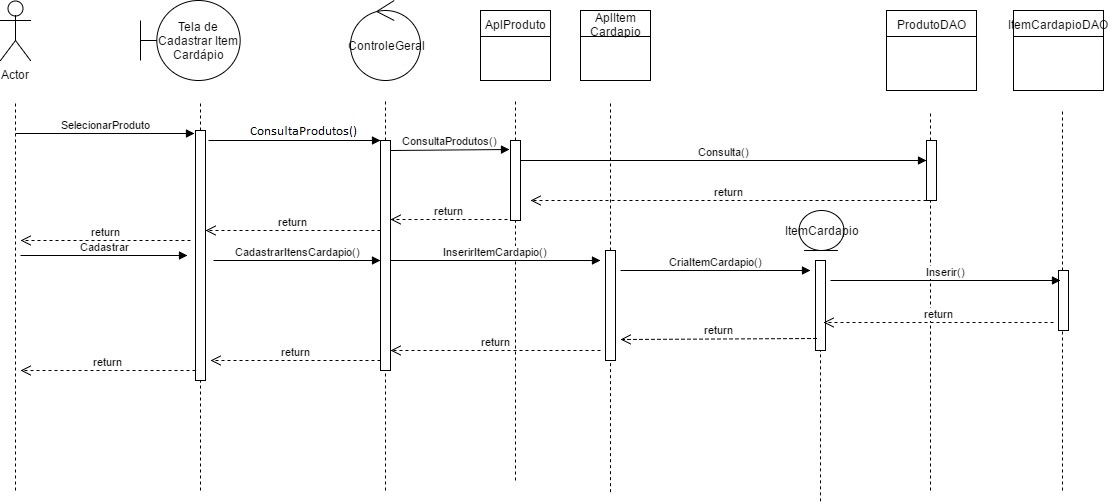 Actor
Tela de
Cadastrar Item
Cardápio
ControleGeral
AplProduto
AplItem
Cardapio
ProdutoDAO
ItemCardapioDAO
SelecionarProduto
ConsultaProdutos()
ConsultaProdutos()
Consulta()
return
return
return
return
ItemCardapio
Cadastrar
CadastrarItensCardapio()
InserirItemCardapio()
CriaItemCardapio()
Inserir()
return
return
return
return
return